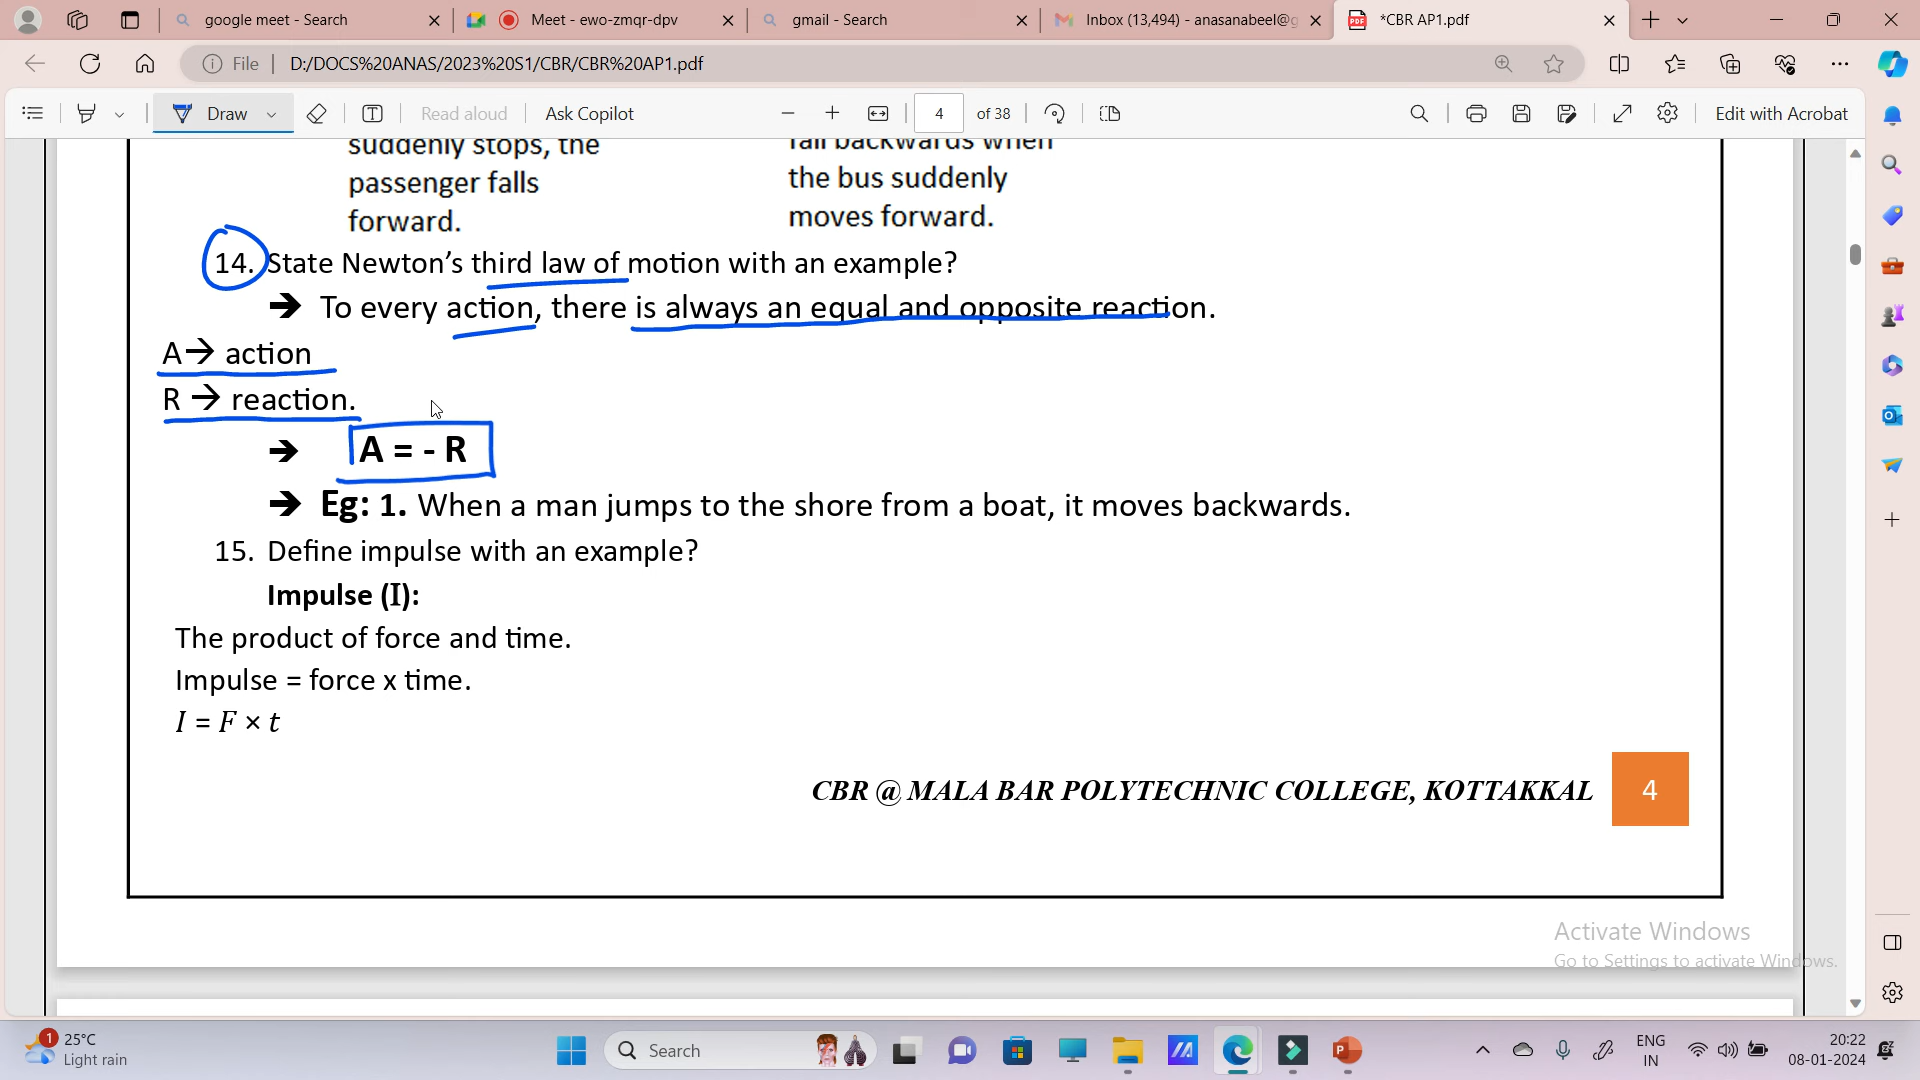 google meet - Search
Meet - ewo-zmqr-dpv
gmail - Search
Inbox (13,494) - anasanabeel@g
*CBR AP1.pdf
File
D:/DOCS%20ANAS/2023%20S1/CBR/CBR%20AP1.pdf
Draw
Read aloud
Ask Copilot
4 of 38
Edit with Acrobat
suddenly stops, the
passenger falls
forward.
fall backwards when
the bus suddenly
moves forward.
14. State Newton's third law of motion with an example?
➔ To every action, there is always an equal and opposite reaction.
A→ action
R → reaction.
➔ A = - R
➔ Eg: 1. When a man jumps to the shore from a boat, it moves backwards.
15. Define impulse with an example?
Impulse (I):
The product of force and time.
Impulse = force x time.
I = F × t
CBR @ MALA BAR POLYTECHNIC COLLEGE, KOTTAKKAL 4
Activate Windows
Go to Settings to activate Windows.
1
25°C
Light rain
Search
ENG
IN
20:22
08-01-2024